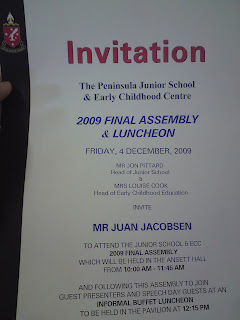 Invitation
The Peninsula Junior School
& Early Childhood Centre
2009 FINAL ASSEMBLY
& LUNCHEON
FRIDAY, 4 DECEMBER, 2009
MR JON PITTARD
Head of Junior School
&
MRS LOUISE COOK
Head of Early Childhood Education
INVITE
MR JUAN JACOBSEN
TO ATTEND THE JUNIOR SCHOOL & ECC
2009 FINAL ASSEMBLY
WHICH WILL BE HELD IN THE ANSETT HALL
FROM 10:00 AM - 11:45 AM
AND FOLLOWING THIS ASSEMBLY TO JOIN
GUEST PRESENTERS AND SPEECH DAY GUESTS AT AN
INFORMAL BUFFET LUNCHEON
TO BE HELD IN THE PAVILION AT 12:15 PM